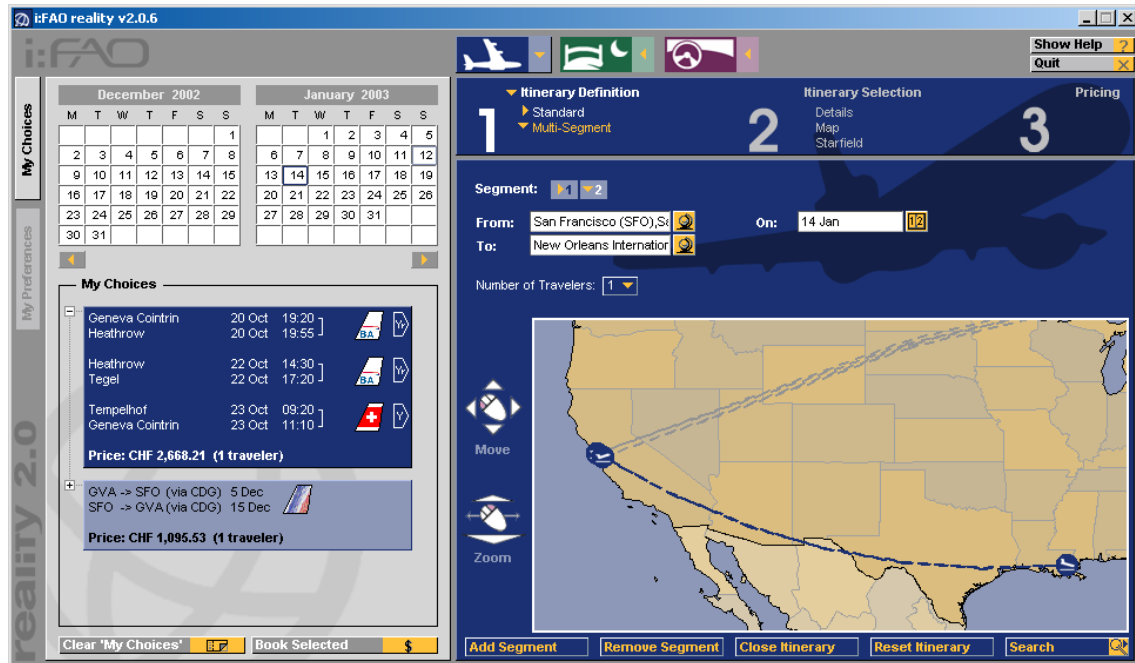 i:FAO reality v2.0.6
i:FAO
Show Help ?
Quit X
My Choices
My Preferences
reality 2.0
December 2002
M T W T F S S
1
2 3 4 5 6 7 8
9 10 11 12 13 14 15
16 17 18 19 20 21 22
23 24 25 26 27 28 29
30 31
January 2003
M T W T F S S
1 2 3 4 5
6 7 8 9 10 11 12
13 14 15 16 17 18 19
20 21 22 23 24 25 26
27 28 29 30 31
My Choices
Geneva Cointrin 20 Oct 19:20
Heathrow 20 Oct 19:55
BA
Heathrow 22 Oct 14:30
Tegel 22 Oct 17:20
BA
Tempelhof 23 Oct 09:20
Geneva Cointrin 23 Oct 11:10
Y
Price: CHF 2,668.21 (1 traveler)
GVA -> SFO (via CDG) 5 Dec
SFO -> GVA (via CDG) 15 Dec
Price: CHF 1,095.53 (1 traveler)
Clear 'My Choices'
Book Selected $
1
Itinerary Definition
Standard
Multi-Segment
2
Itinerary Selection
Details
Map
Starfield
3
Pricing
Segment: 1 2
From: San Francisco (SFO),Sa
On: 14 Jan 12
To: New Orleans Internation
Number of Travelers: 1
Move
Zoom
Add Segment
Remove Segment
Close Itinerary
Reset Itinerary
Search